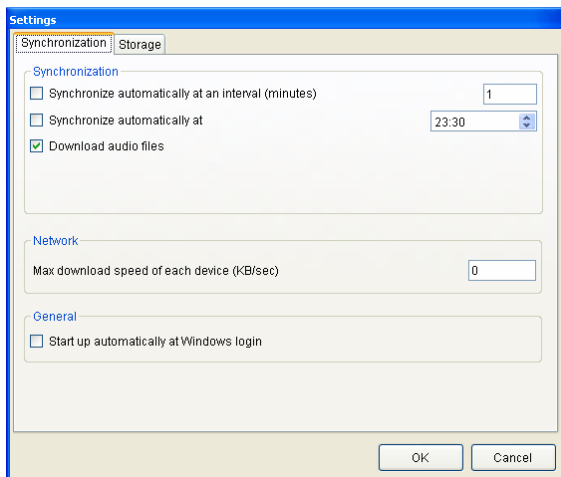 Settings
Synchronization Storage
Synchronization
Synchronize automatically at an interval (minutes) 1
Synchronize automatically at 23:30
Download audio files
Network
Max download speed of each device (KB/sec) 0
General
Start up automatically at Windows login
OK Cancel